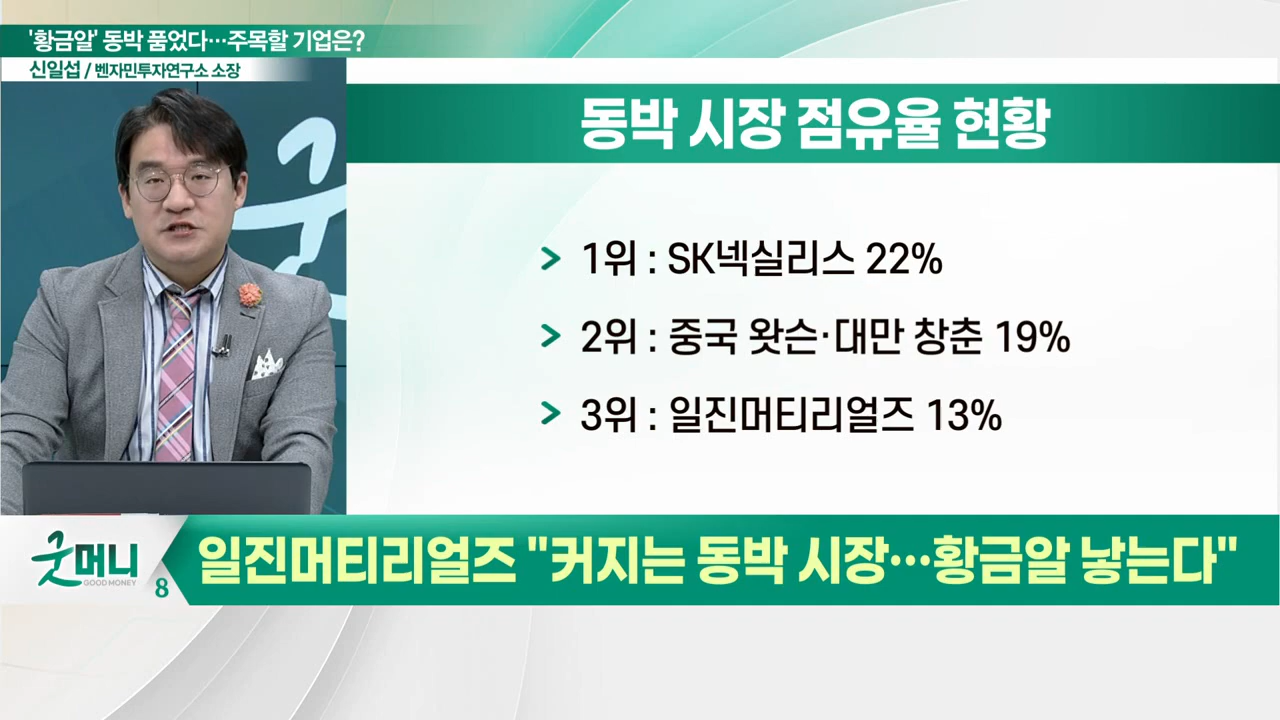 '황금알' 동박 품었다…주목할 기업은?
신일섭 / 벤자민투자연구소 소장
동박 시장 점유율 현황
> 1위 : SK넥실리스 22%
> 2위 : 중국 왓슨·대만 창춘 19%
> 3위 : 일진머티리얼즈 13%
굿머니
GOOD MONEY
8
일진머티리얼즈 "커지는 동박 시장…황금알 낳는다"